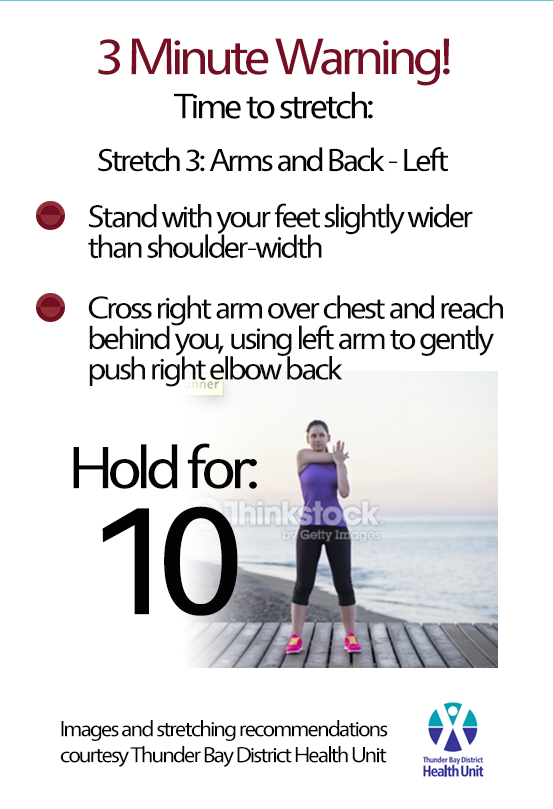 3 Minute Warning!
Time to stretch:
Stretch 3: Arms and Back - Left
Stand with your feet slightly wider
than shoulder-width
Cross right arm over chest and reach
behind you, using left arm to gently
push right elbow back
unner
Hold for:
10
Thinkstock
by Getty Images
Images and stretching recommendations
courtesy Thunder Bay District Health Unit
Thunder Bay District
Health Unit